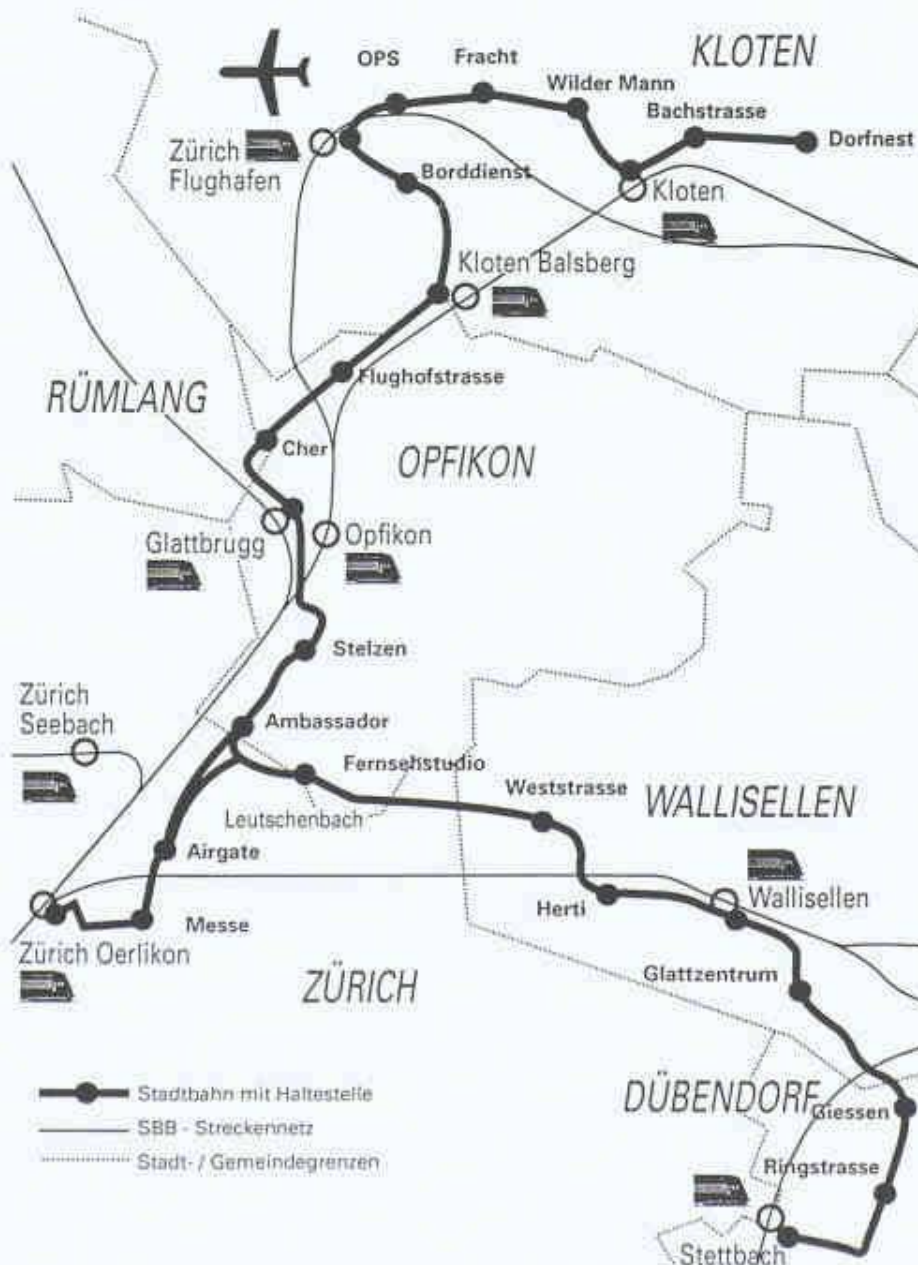 KLOTEN
OPS
Fracht
Wilder Mann
Bachstrasse
Dorfnest
Zürich
Flughafen
Borddienst
Kloten
Kloten Balsberg
Flughofstrasse
RÜMLANG
Cher
OPFIKON
Glattbrugg
Opfikon
Stelzen
Zürich
Seebach
Ambassador
Fernsehstudio
Leutschenbach
Weststrasse
WALLISELLEN
Airgate
Walliselen
Herti
Messe
Zürich Oerlikon
Glattzentrum
ZÜRICH
Stadtbahn mit Haltestelle
SBB - Streckennetz
Stadt- / Gemeindegrenzen
DÜBENDORF
Giessen
Ringstrasse
Stettbach